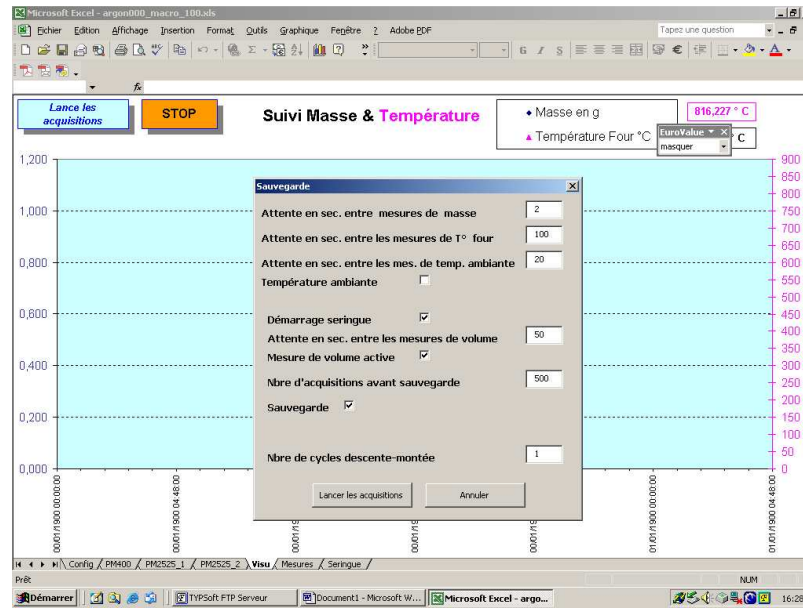 Microsoft Excel - argon000_macro_100.xls
Fichier Edition Affichage Insertion Format Outils Graphique Fenêtre ? Adobe PDF
Tapez une question
G I S
fx
Lance les acquisitions
STOP
Suivi Masse & Température
Masse en g
Température Four °C
816,227 ° C
° C
EuroValue
masquer
1,200
1,000
0,800
0,600
0,400
0,200
0,000
900
850
800
750
700
650
600
550
500
450
400
350
300
250
200
150
100
50
0
Sauvegarde
Attente en sec. entre mesures de masse 2
Attente en sec. entre les mesures de T° four 100
Attente en sec. entre les mes. de temp. ambiante 20
Température ambiante
Démarrage seringue
Attente en sec. entre les mesures de volume 50
Mesure de volume active
Nbre d'acquisitions avant sauvegarde 500
Sauvegarde
Nbre de cycles descente-montée 1
Lancer les acquisitions Annuler
00/01/1900 00:00:00
00/01/1900 04:48:00
01/01/1900 00:00:00
01/01/1900 04:48:00
Config / PM400 / PM2525_1 / PM2525_2 / Visu / Mesures / Seringue
Prêt
NUM
Démarrer
TYPSoft FTP Serveur
Document1 - Microsoft W...
Microsoft Excel - argo...
16:28